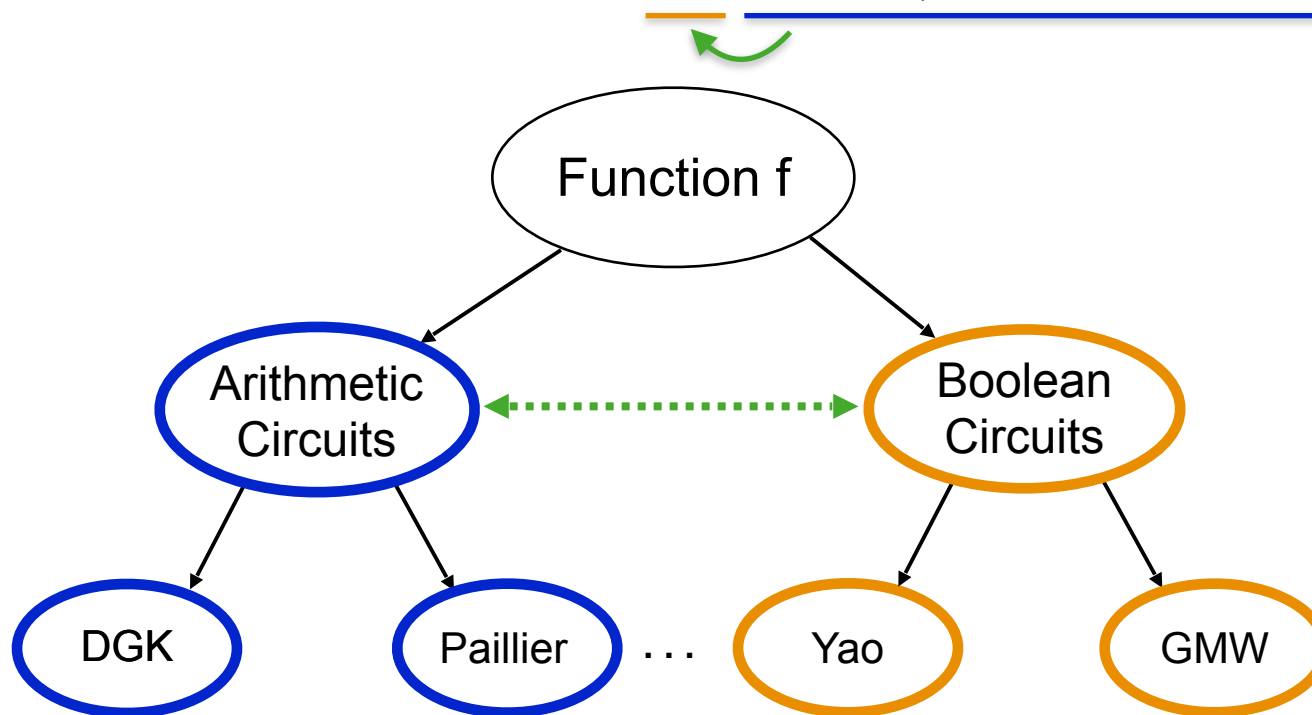 Function f
Arithmetic
Circuits
Boolean
Circuits
DGK
Paillier
...
Yao
GMW